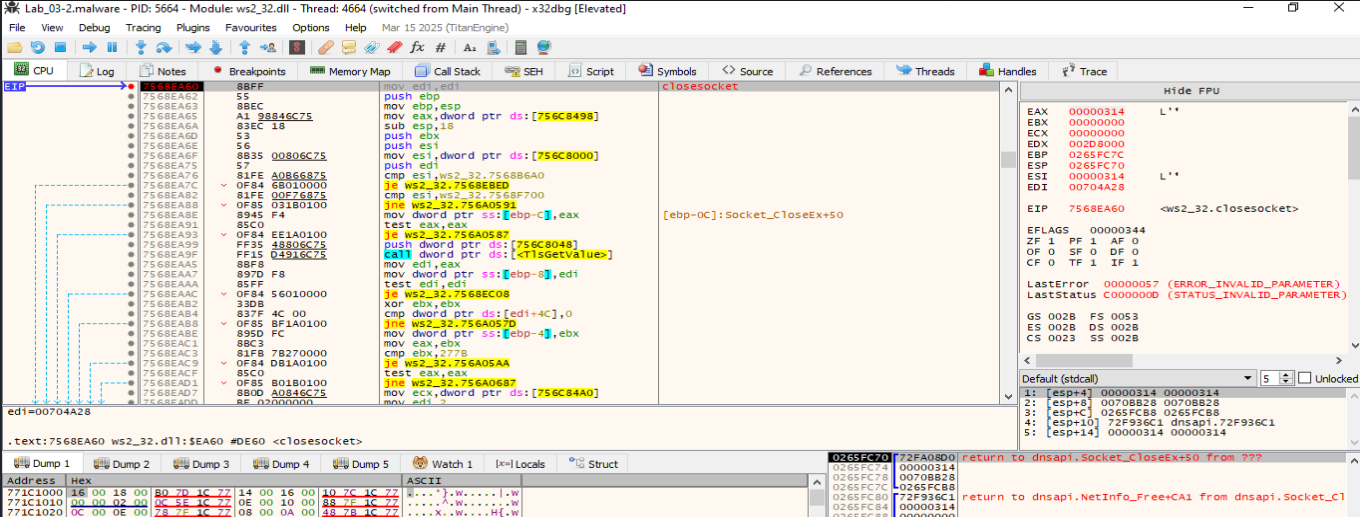 Lab_03-2.malware - PID: 5664 - Module: ws2_32.dll - Thread: 4664 (switched from Main Thread) - x32dbg [Elevated]
File View Debug Tracing Plugins Favourites Options Help Mar 15 2025 (TitanEngine)
CPU Log Notes Breakpoints Memory Map Call Stack SEH Script Symbols Source References Threads Handles Trace
EIP 7568EA60 8BFF mov edi,edi closesocket
7568EA62 55 push ebp
7568EA63 8BEC mov ebp,esp
7568EA65 A1 98846C75 mov eax,dword ptr ds:[756C8498]
7568EA6A 83EC 18 sub esp,18
7568EA6D 53 push ebx
7568EA6E 56 push esi
7568EA6F 8B35 00806C75 mov esi,dword ptr ds:[756C8000]
7568EA75 57 push edi
7568EA76 81FE A0B66875 cmp esi,ws2_32.7568B6A0
7568EA7C 0F84 6B010000 je ws2_32.7568EBED
7568EA82 81FE 00F76875 cmp esi,ws2_32.7568F700
7568EA88 0F85 031B0100 jne ws2_32.756A0591
7568EA8E 8945 F4 mov dword ptr ss:[ebp-C],eax [ebp-0C]:Socket_CloseEx+50
7568EA91 85C0 test eax,eax
7568EA93 0F84 EE1A0100 je ws2_32.756A0587
7568EA99 FF35 48806C75 push dword ptr ds:[756C8048]
7568EA9F FF15 D4916C75 call dword ptr ds:[<TlsGetValue>]
7568EAA5 8BF8 mov edi,eax
7568EAA7 897D F8 mov dword ptr ss:[ebp-8],edi
7568EAAA 85FF test edi,edi
7568EAAC 0F84 56010000 je ws2_32.7568EC08
7568EAB2 33DB xor ebx,ebx
7568EAB4 837F 4C 00 cmp dword ptr ds:[edi+4C],0
7568EAB8 0F85 BF1A0100 jne ws2_32.756A057D
7568EABE 895D FC mov dword ptr ss:[ebp-4],ebx
7568EAC1 8BC3 mov eax,ebx
7568EAC3 81FB 7B270000 cmp ebx,277B
7568EAC9 0F84 DB1A0100 je ws2_32.756A05AA
7568EACF 85C0 test eax,eax
7568EAD1 0F85 B01B0100 jne ws2_32.756A0687
7568EAD7 8B0D A0846C75 mov ecx,dword ptr ds:[756C84A0]
Hide FPU
EAX 00000314 L'̔'
EBX 00000000
ECX 00000000
EDX 002D8000
EBP 0265FC7C
ESP 0265FC70
ESI 00000314 L'̔'
EDI 00704A28
EIP 7568EA60 <ws2_32.closesocket>
EFLAGS 00000344
ZF 1 PF 1 AF 0
OF 0 SF 0 DF 0
CF 0 TF 1 IF 1
LastError 00000057 (ERROR_INVALID_PARAMETER)
LastStatus C000000D (STATUS_INVALID_PARAMETER)
GS 002B FS 0053
ES 002B DS 002B
CS 0023 SS 002B
Default (stdcall) 5 Unlocked
1: [esp+4] 00000314 00000314
2: [esp+8] 0070BB28 0070BB28
3: [esp+C] 0265FCB8 0265FCB8
4: [esp+10] 72F936C1 dnsapi.72F936C1
5: [esp+14] 00000314 00000314
edi=00704A28
.text:7568EA60 ws2_32.dll:$EA60 #DE60 <closesocket>
Dump 1 Dump 2 Dump 3 Dump 4 Dump 5 Watch 1 [x=] Locals Struct
Address Hex ASCII
771C1000 16 00 18 00 B0 7D 1C 77 14 00 16 00 10 7C 1C 77 ....°}.w.....|.w
771C1010 00 00 02 00 0C 5E 1C 77 0E 00 10 00 88 7F 1C 77
771C1020 0C 00 0E 00 78 7F 1C 77 08 00 0A 00 48 7B 1C 77 ....x..w....H{.w
0265FC70 72FA08D0 return to dnsapi.Socket_CloseEx+50 from ???
0265FC74 00000314
0265FC78 0070BB28
0265FC7C 0265FCB8
0265FC80 72F936C1 return to dnsapi.NetInfo_Free+CA1 from dnsapi.Socket_Cl
0265FC84 00000314
0265FC88 00000000